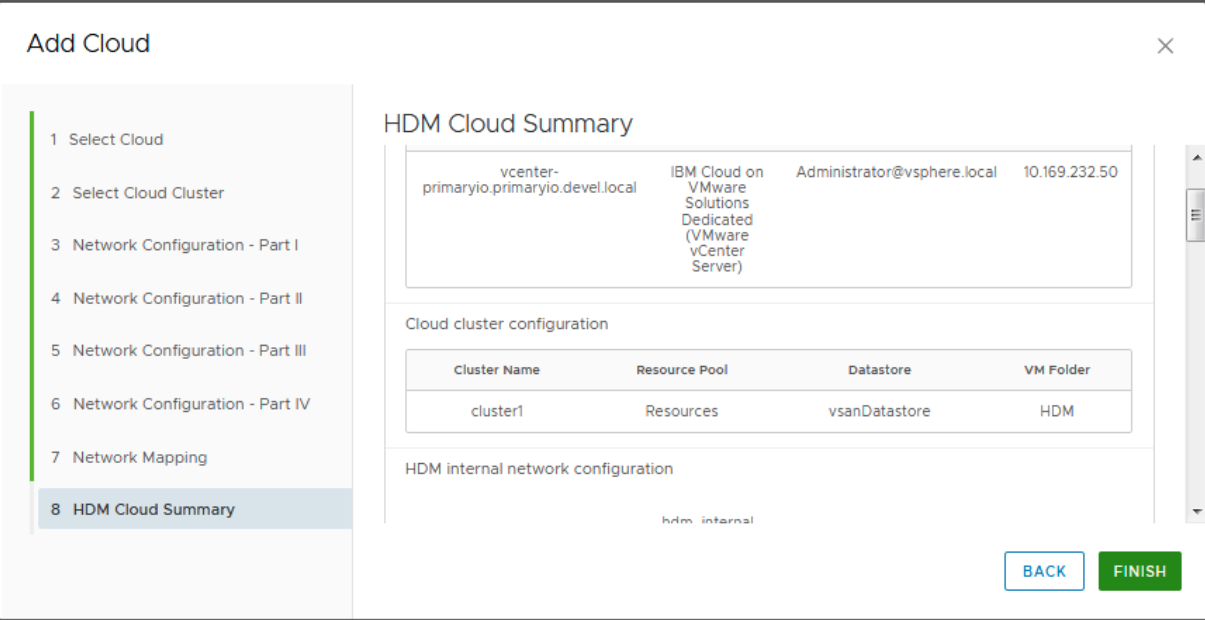 Add Cloud
1 Select Cloud
2 Select Cloud Cluster
3 Network Configuration - Part I
4 Network Configuration - Part II
5 Network Configuration - Part III
6 Network Configuration - Part IV
7 Network Mapping
8 HDM Cloud Summary
HDM Cloud Summary
vcenter-
primaryio.primaryio.devel.local
IBM Cloud on
VMware
Solutions
Dedicated
(VMware
vCenter
Server)
Administrator@vsphere.local
10.169.232.50
Cloud cluster configuration
Cluster Name Resource Pool Datastore VM Folder
cluster1 Resources vsanDatastore HDM
HDM internal network configuration
hdm_internal
BACK FINISH